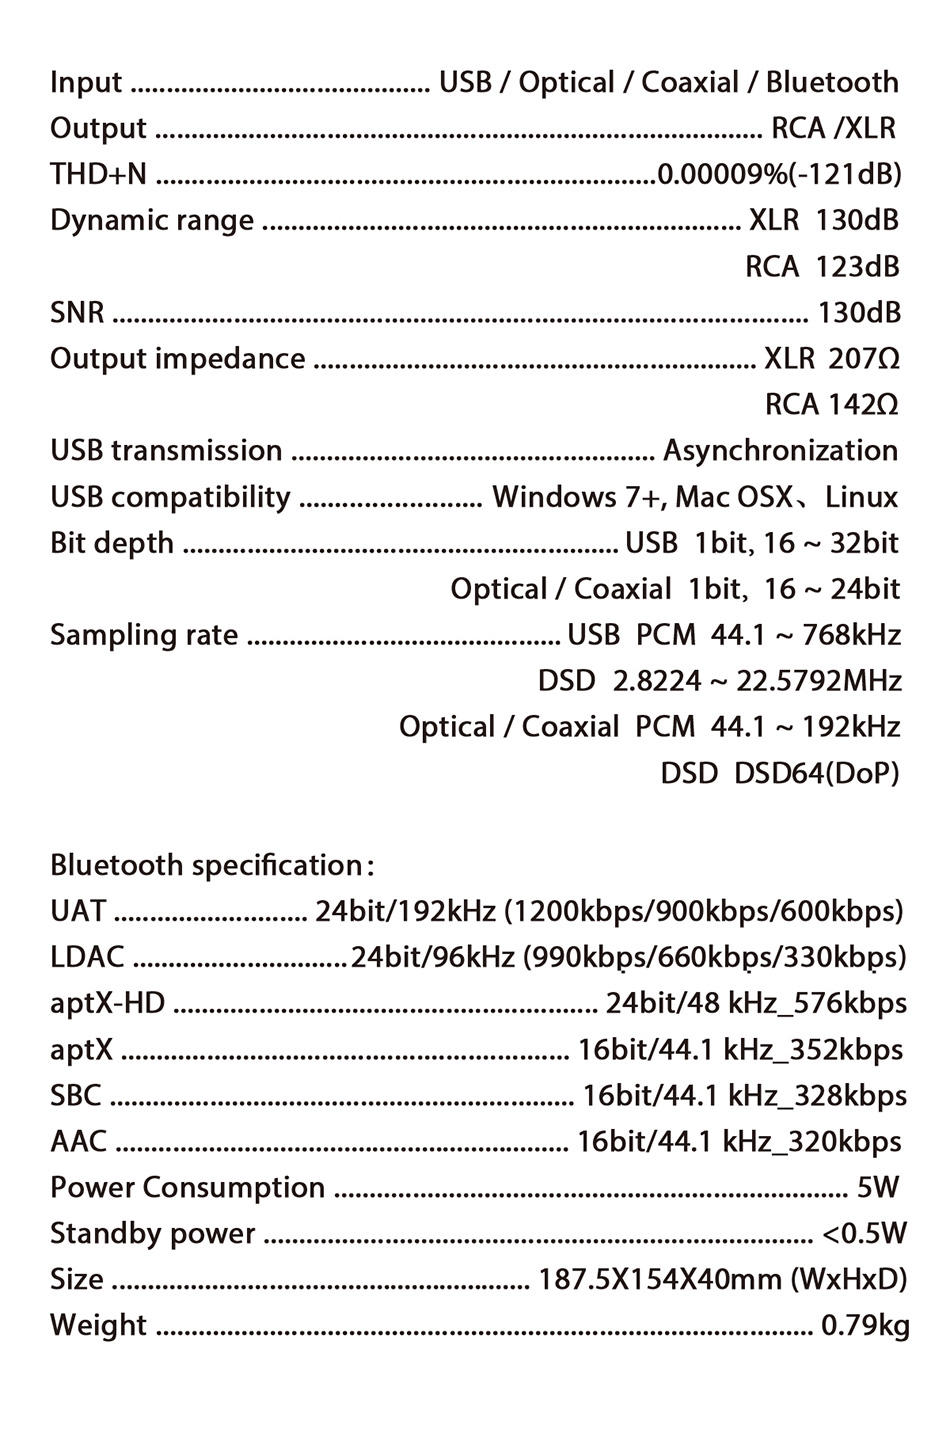 Input ......................................... USB / Optical / Coaxial / Bluetooth
Output .................................................................................... RCA /XLR
THD+N .....................................................................0.00009%(-121dB)
Dynamic range .................................................................. XLR 130dB
RCA 123dB
SNR ................................................................................................ 130dB
Output impedance ............................................................. XLR 207Ω
RCA 142Ω
USB transmission .................................................. Asynchronization
USB compatibility ......................... Windows 7+, Mac OSX、Linux
Bit depth ............................................................ USB 1bit, 16 ~ 32bit
Optical / Coaxial 1bit, 16 ~ 24bit
Sampling rate ........................................... USB PCM 44.1 ~ 768kHz
DSD 2.8224 ~ 22.5792MHz
Optical / Coaxial PCM 44.1 ~ 192kHz
DSD DSD64(DoP)
Bluetooth specification:
UAT ........................... 24bit/192kHz (1200kbps/900kbps/600kbps)
LDAC ..............................24bit/96kHz (990kbps/660kbps/330kbps)
aptX-HD ........................................................... 24bit/48 kHz_576kbps
aptX .............................................................. 16bit/44.1 kHz_352kbps
SBC ................................................................ 16bit/44.1 kHz_328kbps
AAC ............................................................... 16bit/44.1 kHz_320kbps
Power Consumption ....................................................................... 5W
Standby power ............................................................................ <0.5W
Size .......................................................... 187.5X154X40mm (WxHxD)
Weight ........................................................................................... 0.79kg